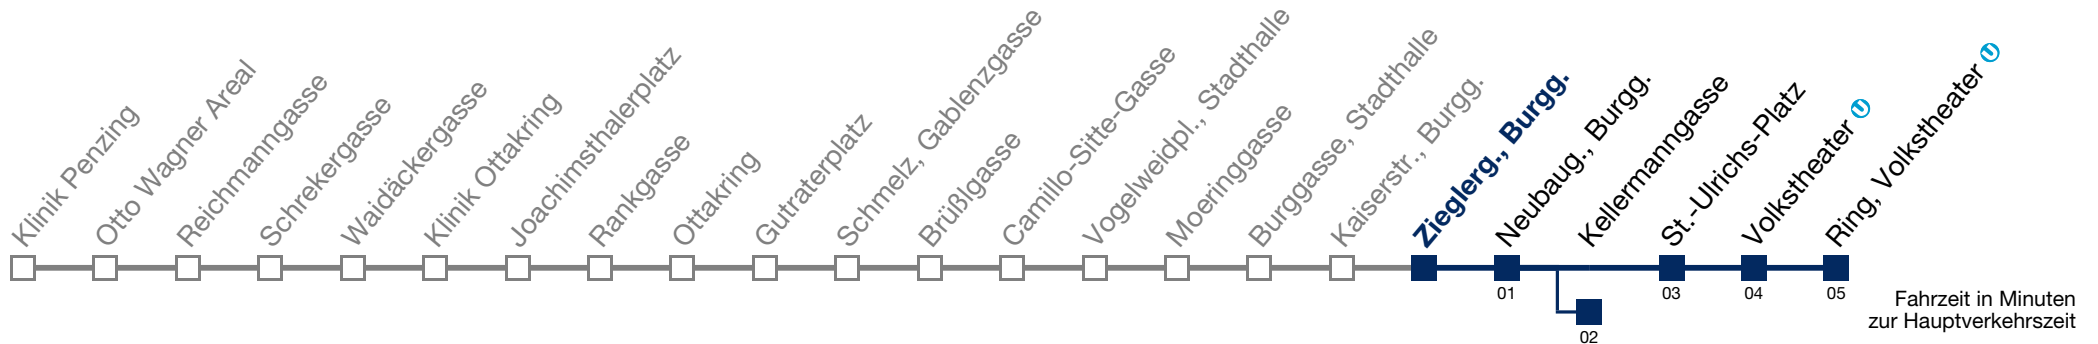 Klinik Penzing
Otto Wagner Areal
Reichmanngasse
Schrekergasse
Waidäckergasse
Klinik Ottakring
Joachimsthalerplatz
Rankgasse
Ottakring
Gutraterplatz
Schmelz, Gablenzgasse
Brüßlgasse
Camillo-Sitte-Gasse
Vogelweidpl., Stadthalle
Moeringgasse
Burggasse, Stadthalle
Kaiserstr., Burgg.
Zieglerg., Burgg.
Neubaug., Burgg.
Kellermanngasse
St.-Ulrichs-Platz
Volkstheater U
Ring, Volkstheater U
01
03
04
05
02
Fahrzeit in Minuten
zur Hauptverkehrszeit